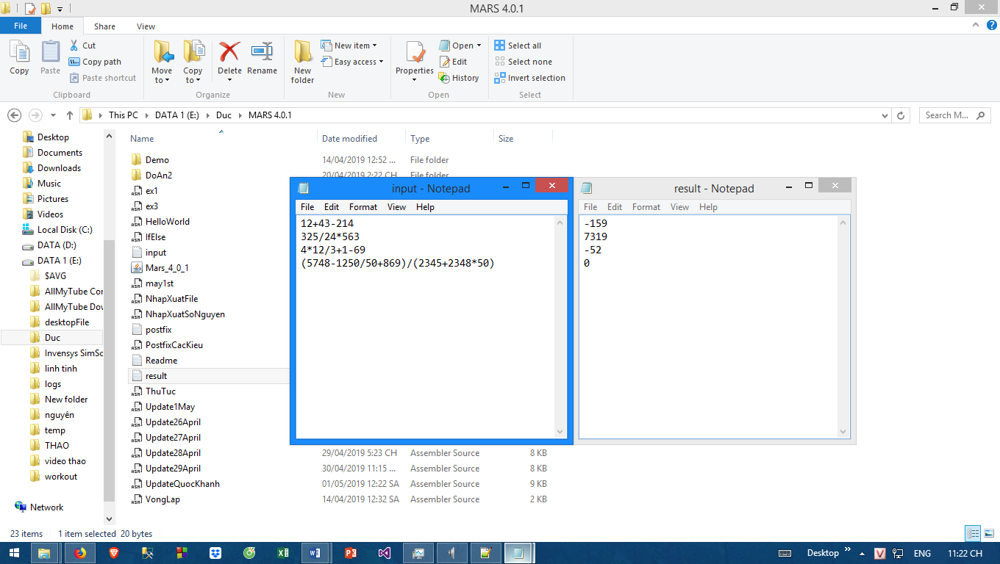 MARS 4.0.1
File Home Share View
Copy
Paste
Cut
Copy path
Paste shortcut
Clipboard
Move to
Copy to
Delete
Rename
Organize
New folder
New item
Easy access
New
Properties
Open
Edit
History
Open
Select all
Select none
Invert selection
Select
This PC DATA 1 (E:) Duc MARS 4.0.1
Search M...
Desktop
Documents
Downloads
Music
Pictures
Videos
Local Disk (C:)
DATA (D:)
DATA 1 (E:)
$AVG
AllMyTube Cor
AllMyTube Dov
desktopFile
Duc
Invensys SimSc
linh tinh
logs
New folder
nguyên
temp
THAO
video thao
workout
Network
Name Date modified Type Size
Demo 14/04/2019 12:52 ... File folder
DoAn2 20/04/2019 2:22 CH File folder
ex1
ex3
HelloWorld
IfElse
input
Mars_4_0_1
may1st
NhapXuatFile
NhapXuatSoNguyen
postfix
PostfixCacKieu
Readme
result
ThuTuc
Update1May
Update26April
Update27April
Update28April 29/04/2019 5:23 CH Assembler Source 8 KB
Update29April 30/04/2019 11:15 ... Assembler Source 8 KB
UpdateQuocKhanh 01/05/2019 12:22 SA Assembler Source 9 KB
VongLap 14/04/2019 12:32 SA Assembler Source 2 KB
input - Notepad
File Edit Format View Help
12+43-214
325/24*563
4*12/3+1-69
(5748-1250/50+869)/(2345+2348*50)
result - Notepad
File Edit Format View Help
-159
7319
-52
0
23 items 1 item selected 20 bytes
Desktop ENG 11:22 CH